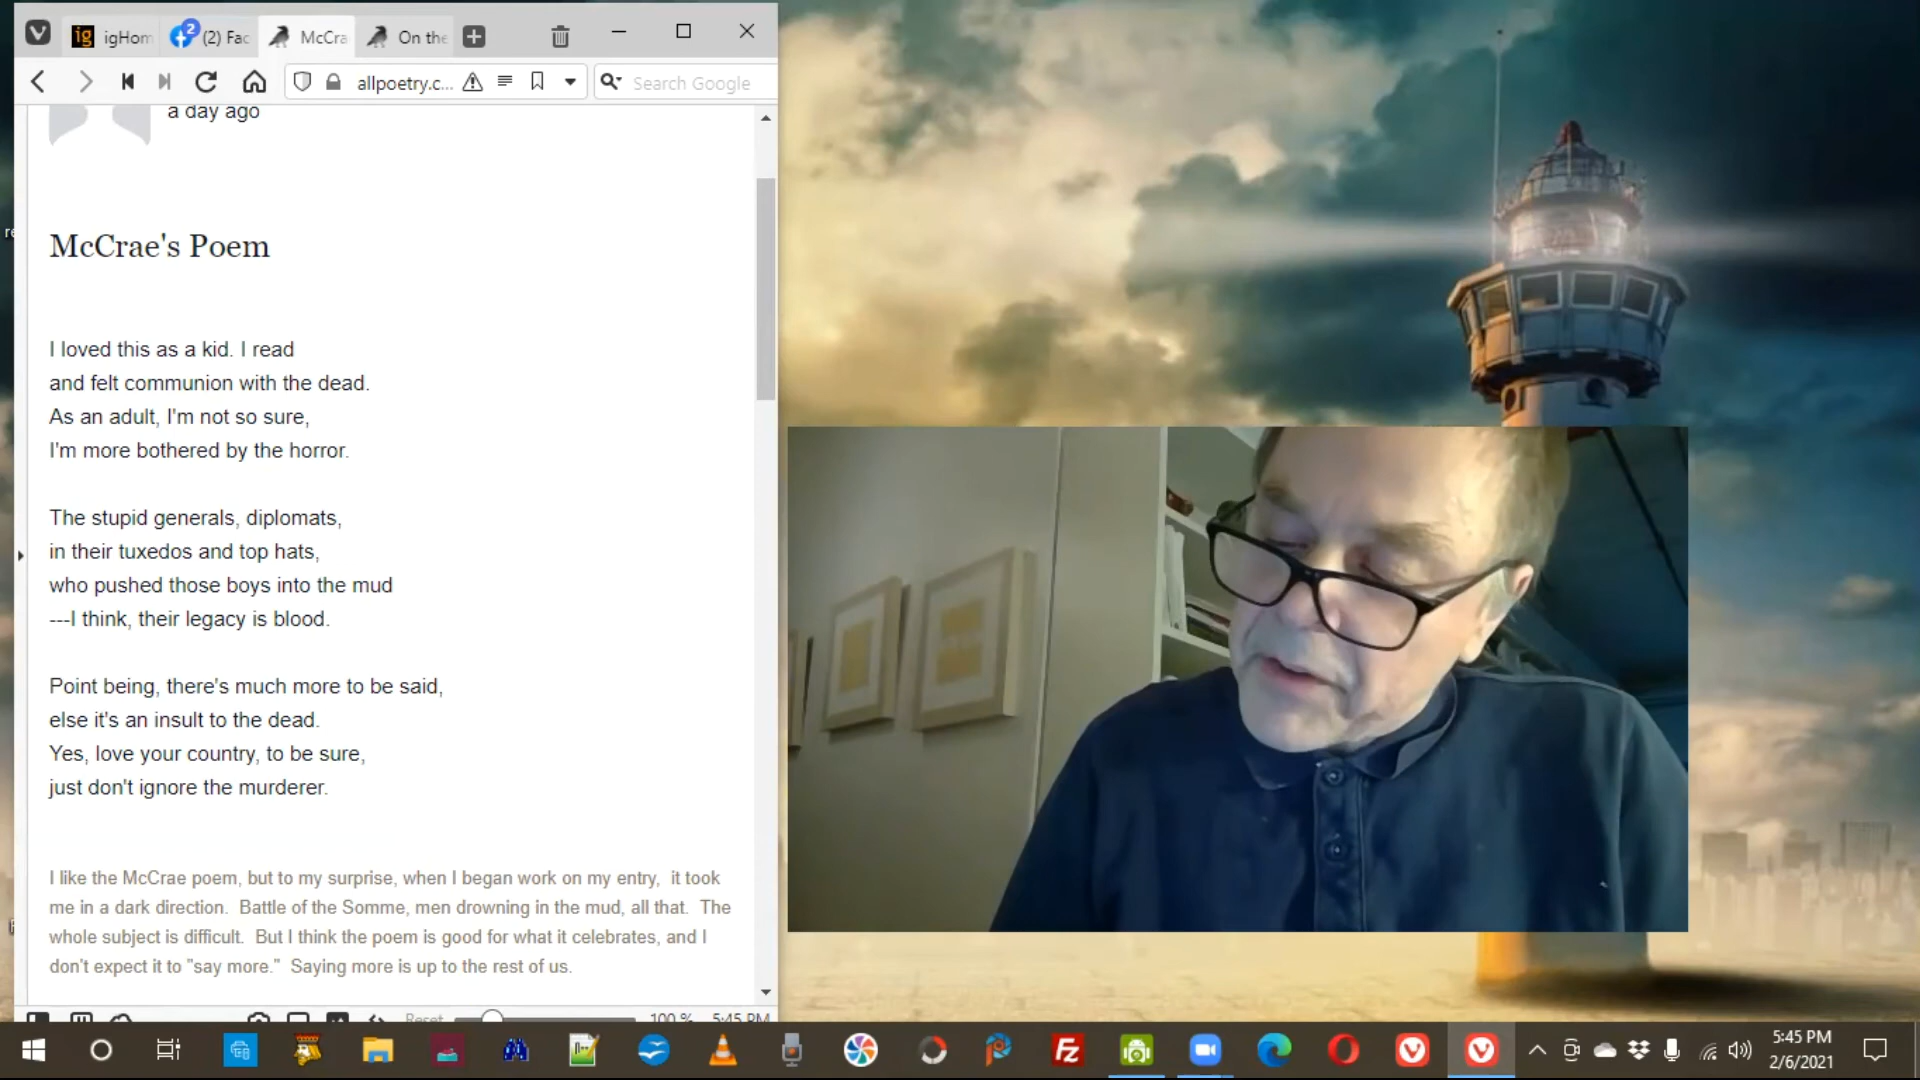 igHom
2
(2) Fac
McCra
On the
allpoetry.c...
Search Google
a day ago
McCrae's Poem
I loved this as a kid. I read
and felt communion with the dead.
As an adult, I'm not so sure,
I'm more bothered by the horror.
The stupid generals, diplomats,
in their tuxedos and top hats,
who pushed those boys into the mud
---I think, their legacy is blood.
Point being, there's much more to be said,
else it's an insult to the dead.
Yes, love your country, to be sure,
just don't ignore the murderer.
I like the McCrae poem, but to my surprise, when I began work on my entry, it took
me in a dark direction. Battle of the Somme, men drowning in the mud, all that. The
whole subject is difficult. But I think the poem is good for what it celebrates, and I
don't expect it to "say more." Saying more is up to the rest of us.
Reset
100 %
5:45 PM
5:45 PM
2/6/2021